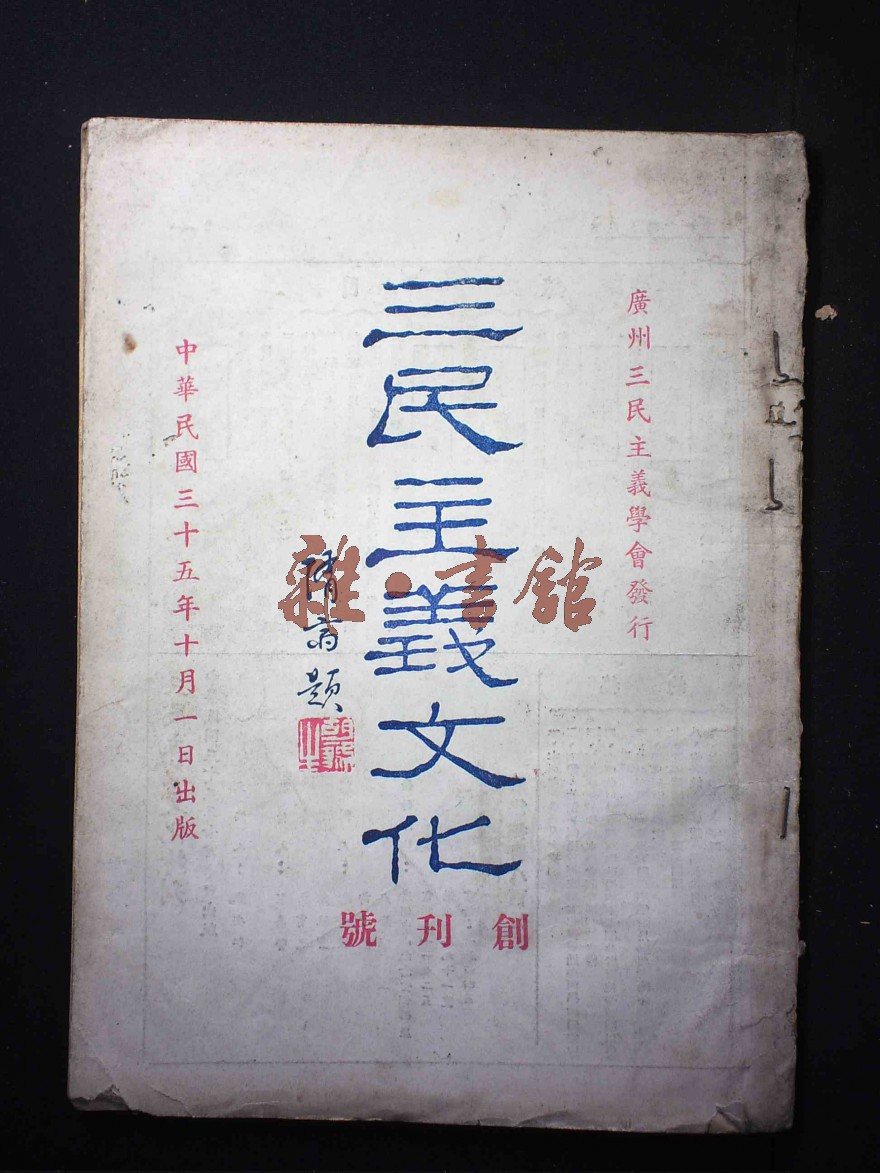 廣州三民主義學會發行
三民主義文化
創刊號
題
中華民國三十五年十月一日出版
雜·書館